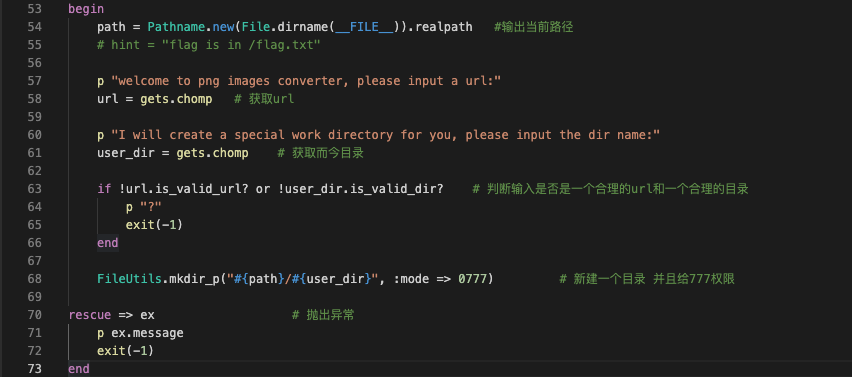 53 begin
54 path = Pathname.new(File.dirname(__FILE__)).realpath #输出当前路径
55 # hint = "flag is in /flag.txt"
56
57 p "welcome to png images converter, please input a url:"
58 url = gets.chomp # 获取url
59
60 p "I will create a special work directory for you, please input the dir name:"
61 user_dir = gets.chomp # 获取而今目录
62
63 if !url.is_valid_url? or !user_dir.is_valid_dir? # 判断输入是否是一个合理的url和一个合理的目录
64 p "?"
65 exit(-1)
66 end
67
68 FileUtils.mkdir_p("#{path}/#{user_dir}", :mode => 0777) # 新建一个目录 并且给777权限
69
70 rescue => ex # 抛出异常
71 p ex.message
72 exit(-1)
73 end